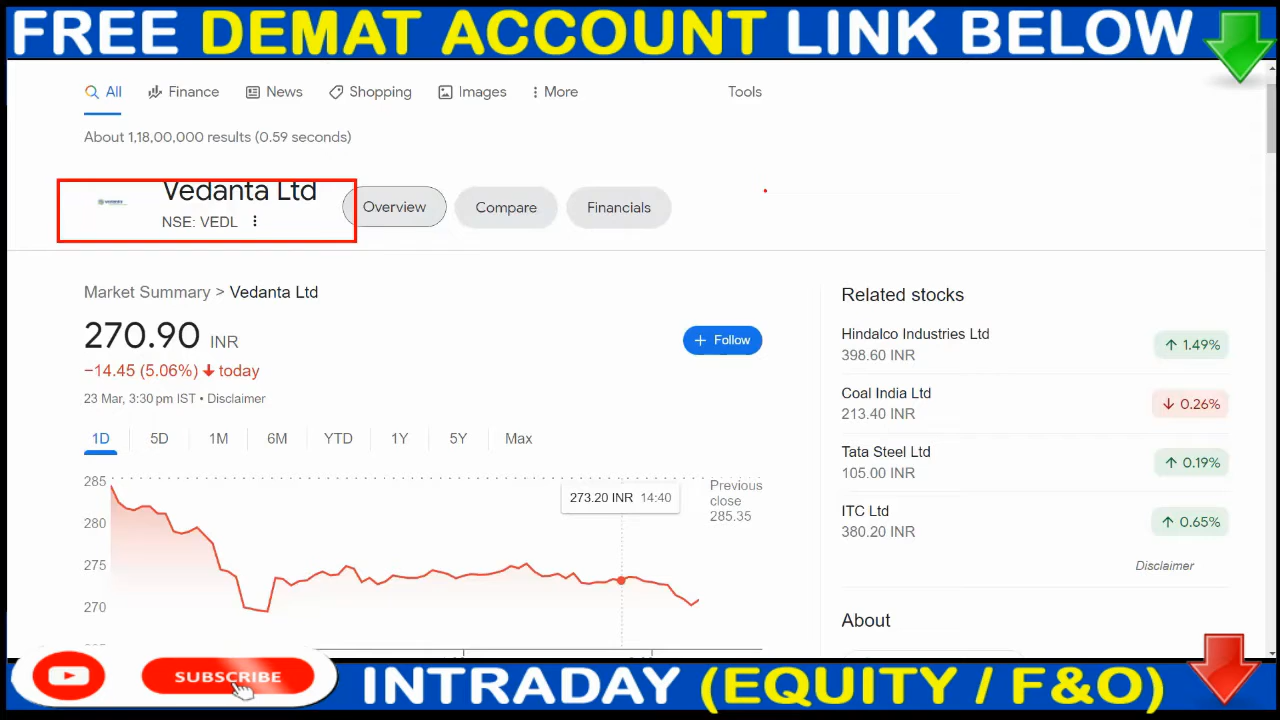 FREE DEMAT ACCOUNT LINK BELOW
All Finance News Shopping Images More Tools
About 1,18,00,000 results (0.59 seconds)
Vedanta Ltd
NSE: VEDL
Overview Compare Financials
Market Summary > Vedanta Ltd
270.90 INR
+ Follow
−14.45 (5.06%) ↓ today
23 Mar, 3:30 pm IST • Disclaimer
1D 5D 1M 6M YTD 1Y 5Y Max
285
280
275
270
273.20 INR 14:40
Previous
close
285.35
Related stocks
Hindalco Industries Ltd
398.60 INR
↑ 1.49%
Coal India Ltd
213.40 INR
↓ 0.26%
Tata Steel Ltd
105.00 INR
↑ 0.19%
ITC Ltd
380.20 INR
↑ 0.65%
Disclaimer
About
SUBSCRIBE
INTRADAY (EQUITY / F&O)